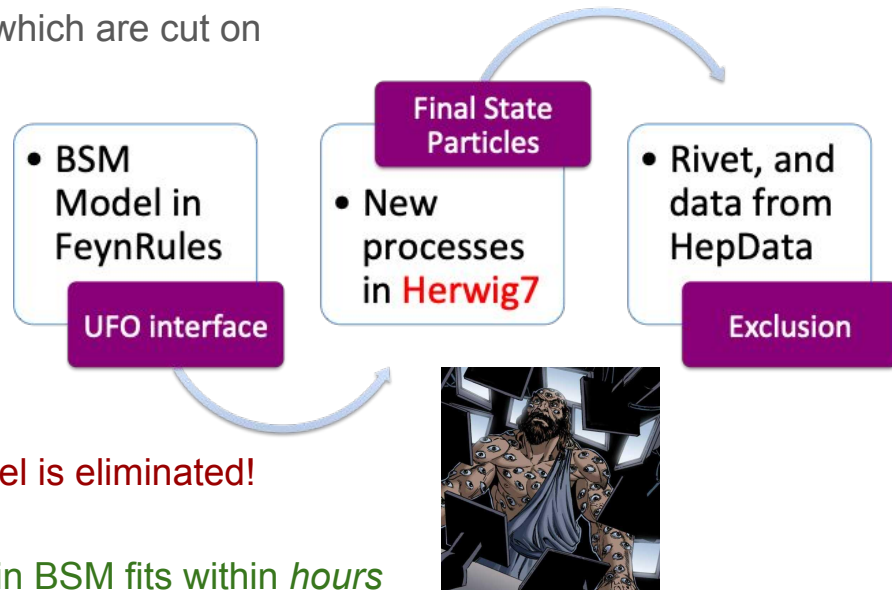 which are cut on
• BSM
Model in
FeynRules
UFO interface
Final State
Particles
• New
processes
in Herwig7
• Rivet, and
data from
HepData
Exclusion
el is eliminated!
in BSM fits within hours